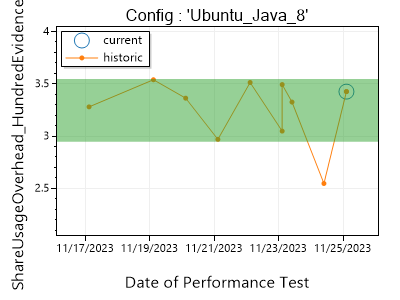 Config : 'Ubuntu_Java_8'
ShareUsageOverhead_HundredEvidence
current
historic
4
3.5
3
2.5
11/17/2023 11/19/2023 11/21/2023 11/23/2023 11/25/2023
Date of Performance Test